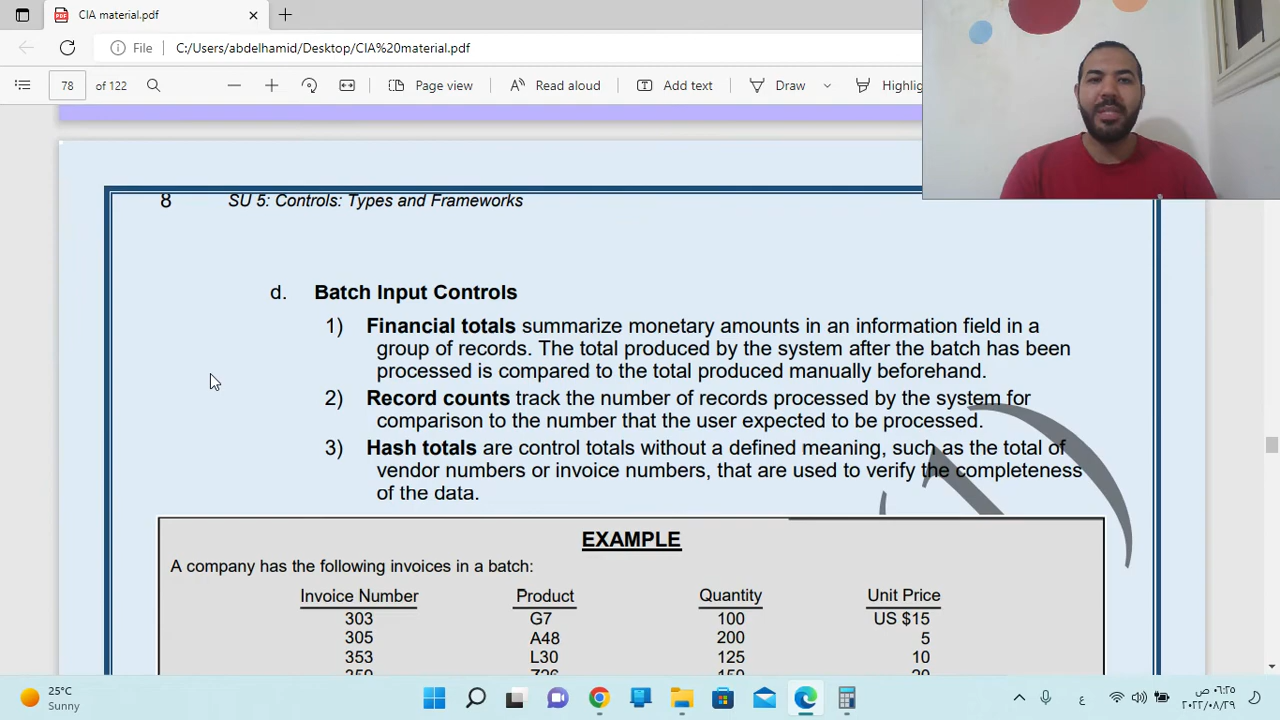 CIA material.pdf
File C:/Users/abdelhamid/Desktop/CIA%20material.pdf
78 of 122 Page view Read aloud Add text Draw Highlig
8 SU 5: Controls: Types and Frameworks
d. Batch Input Controls
1) Financial totals summarize monetary amounts in an information field in a
group of records. The total produced by the system after the batch has been
processed is compared to the total produced manually beforehand.
2) Record counts track the number of records processed by the system for
comparison to the number that the user expected to be processed.
3) Hash totals are control totals without a defined meaning, such as the total of
vendor numbers or invoice numbers, that are used to verify the completeness
of the data.
EXAMPLE
A company has the following invoices in a batch:
Invoice Number Product Quantity Unit Price
303 G7 100 US $15
305 A48 200 5
353 L30 125 10
25°C
Sunny
ع
٠٦:٢٥ ص
٢٠٢٢/٠٨/٢٩